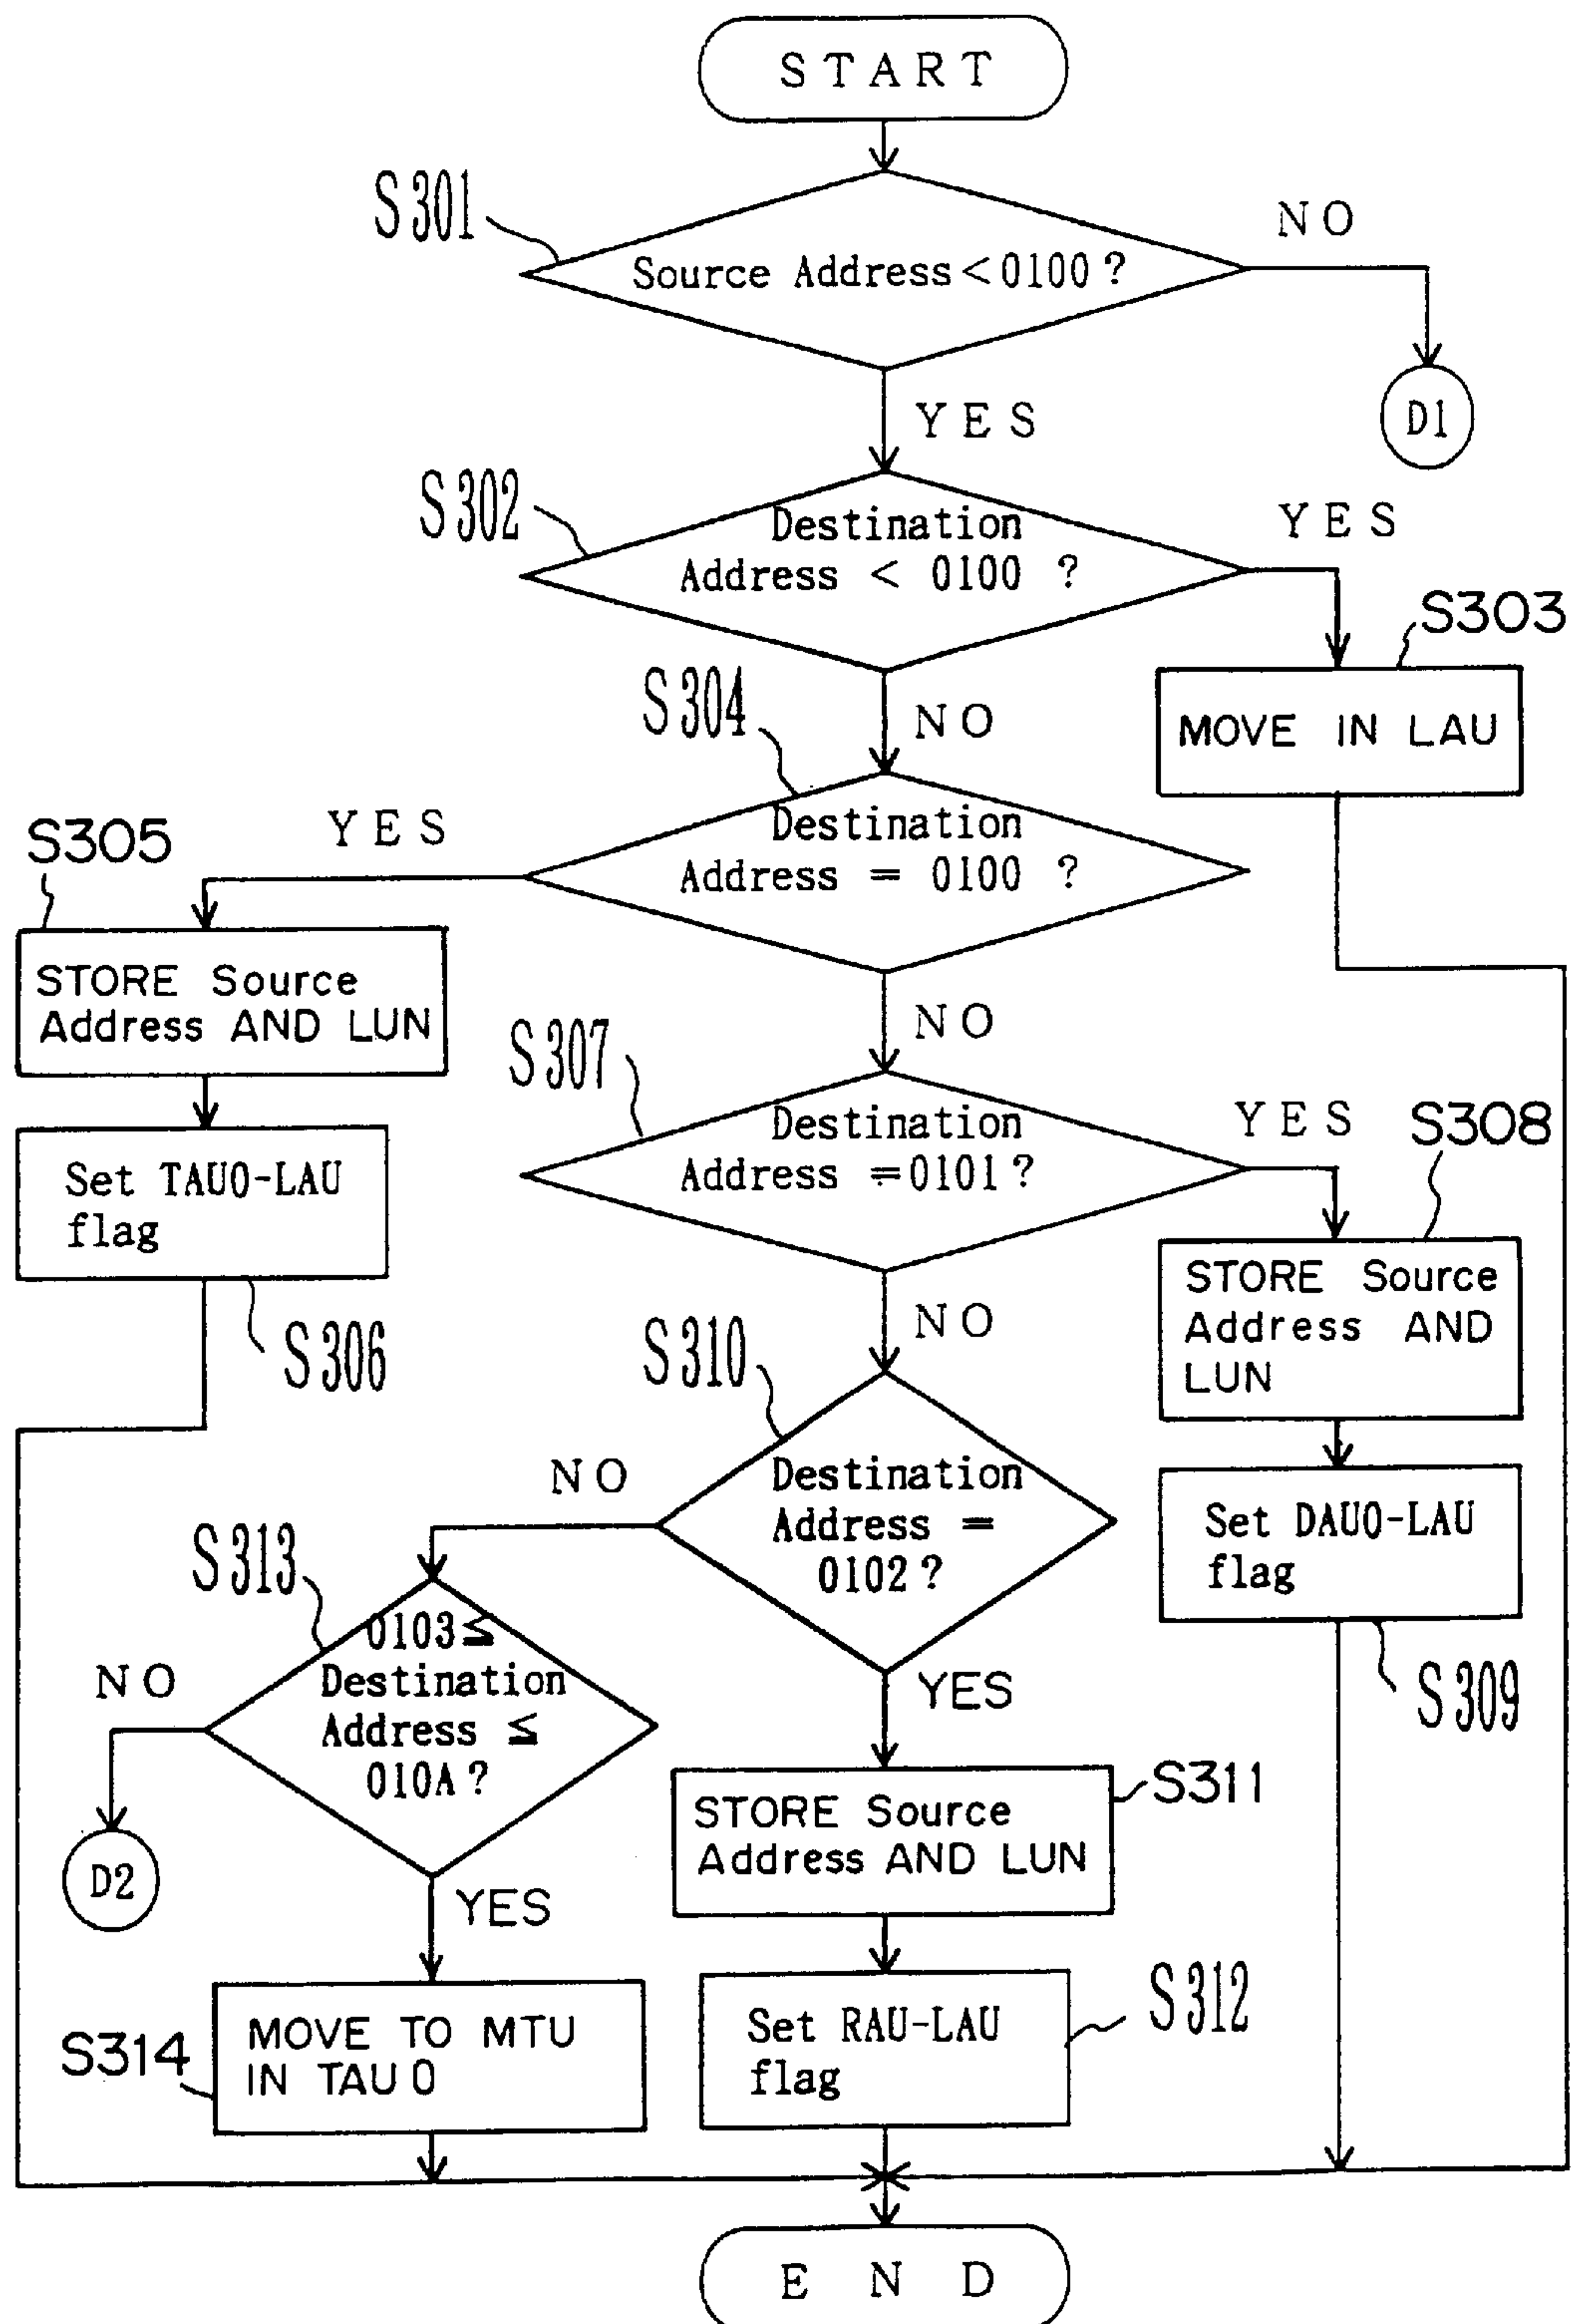 START
S301
NO
Source Address < 0100 ?
D1
YES
S302
Destination
Address < 0100 ?
YES
S303
MOVE IN LAU
S304
NO
Destination
Address = 0100 ?
YES
S305
STORE Source
Address AND LUN
NO
S307
Destination
Address =0101 ?
YES
S308
Set TAU0-LAU
flag
S306
STORE Source
Address AND
LUN
NO
S310
Destination
Address =
0102 ?
NO
Set DAU0-LAU
flag
S309
S313
0103 ≦
Destination
Address ≦
010A ?
NO
D2
YES
S311
STORE Source
Address AND LUN
YES
S314
MOVE TO MTU
IN TAU 0
Set RAU-LAU
flag
S312
END